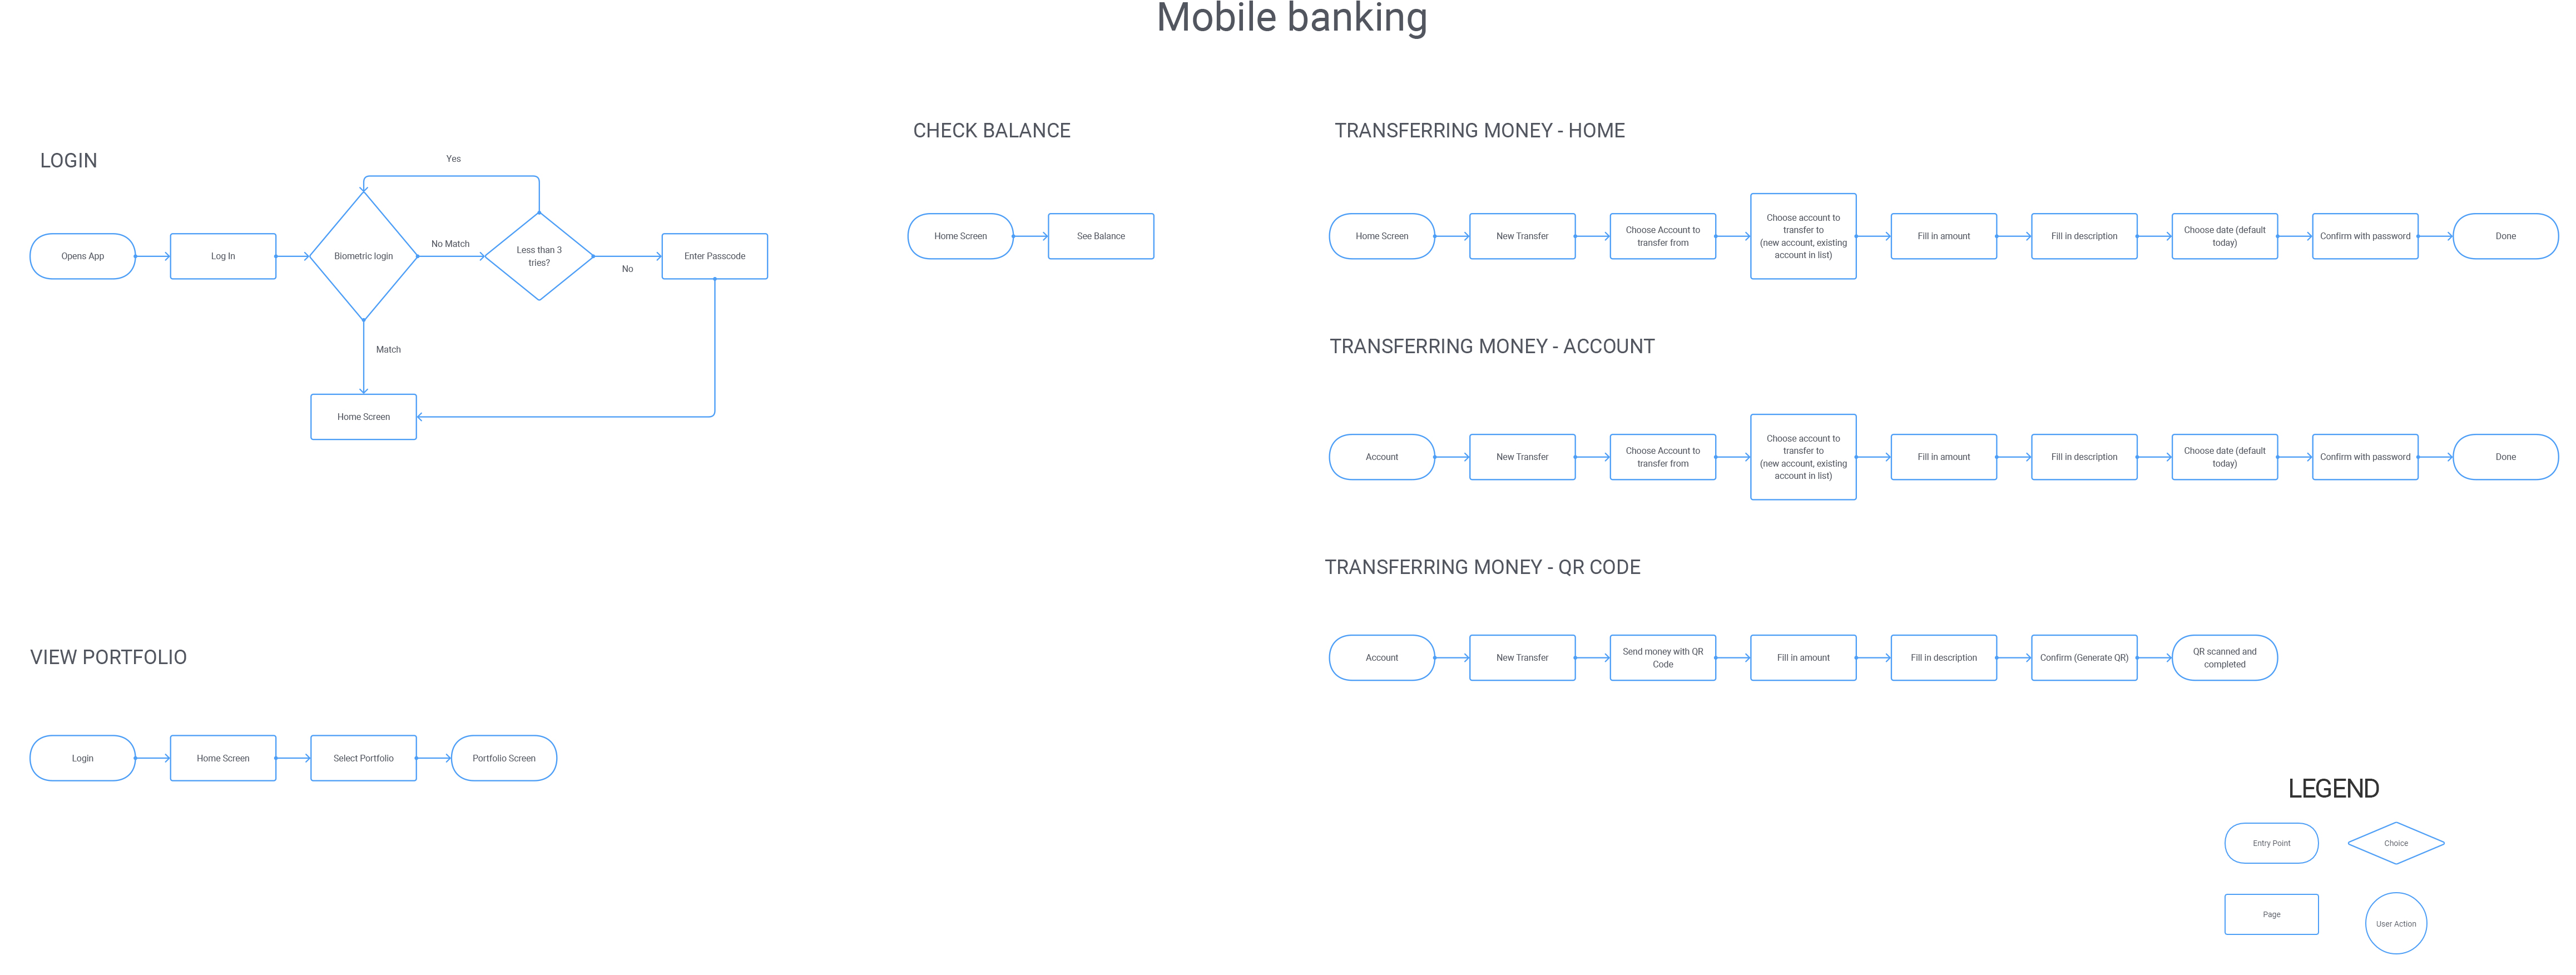 Mobile banking
LOGIN
Yes
Opens App
Log In
Biometric login
No Match
Less than 3
tries?
No
Enter Passcode
Match
Home Screen
CHECK BALANCE
Home Screen
See Balance
TRANSFERRING MONEY - HOME
Home Screen
New Transfer
Choose Account to
transfer from
Choose account to
transfer to
(new account, existing
account in list)
Fill in amount
Fill in description
Choose date (default
today)
Confirm with password
Done
TRANSFERRING MONEY - ACCOUNT
Account
New Transfer
Choose Account to
transfer from
Choose account to
transfer to
(new account, existing
account in list)
Fill in amount
Fill in description
Choose date (default
today)
Confirm with password
Done
TRANSFERRING MONEY - QR CODE
Account
New Transfer
Send money with QR
Code
Fill in amount
Fill in description
Confirm (Generate QR)
QR scanned and
completed
VIEW PORTFOLIO
Login
Home Screen
Select Portfolio
Portfolio Screen
LEGEND
Entry Point
Choice
Page
User Action